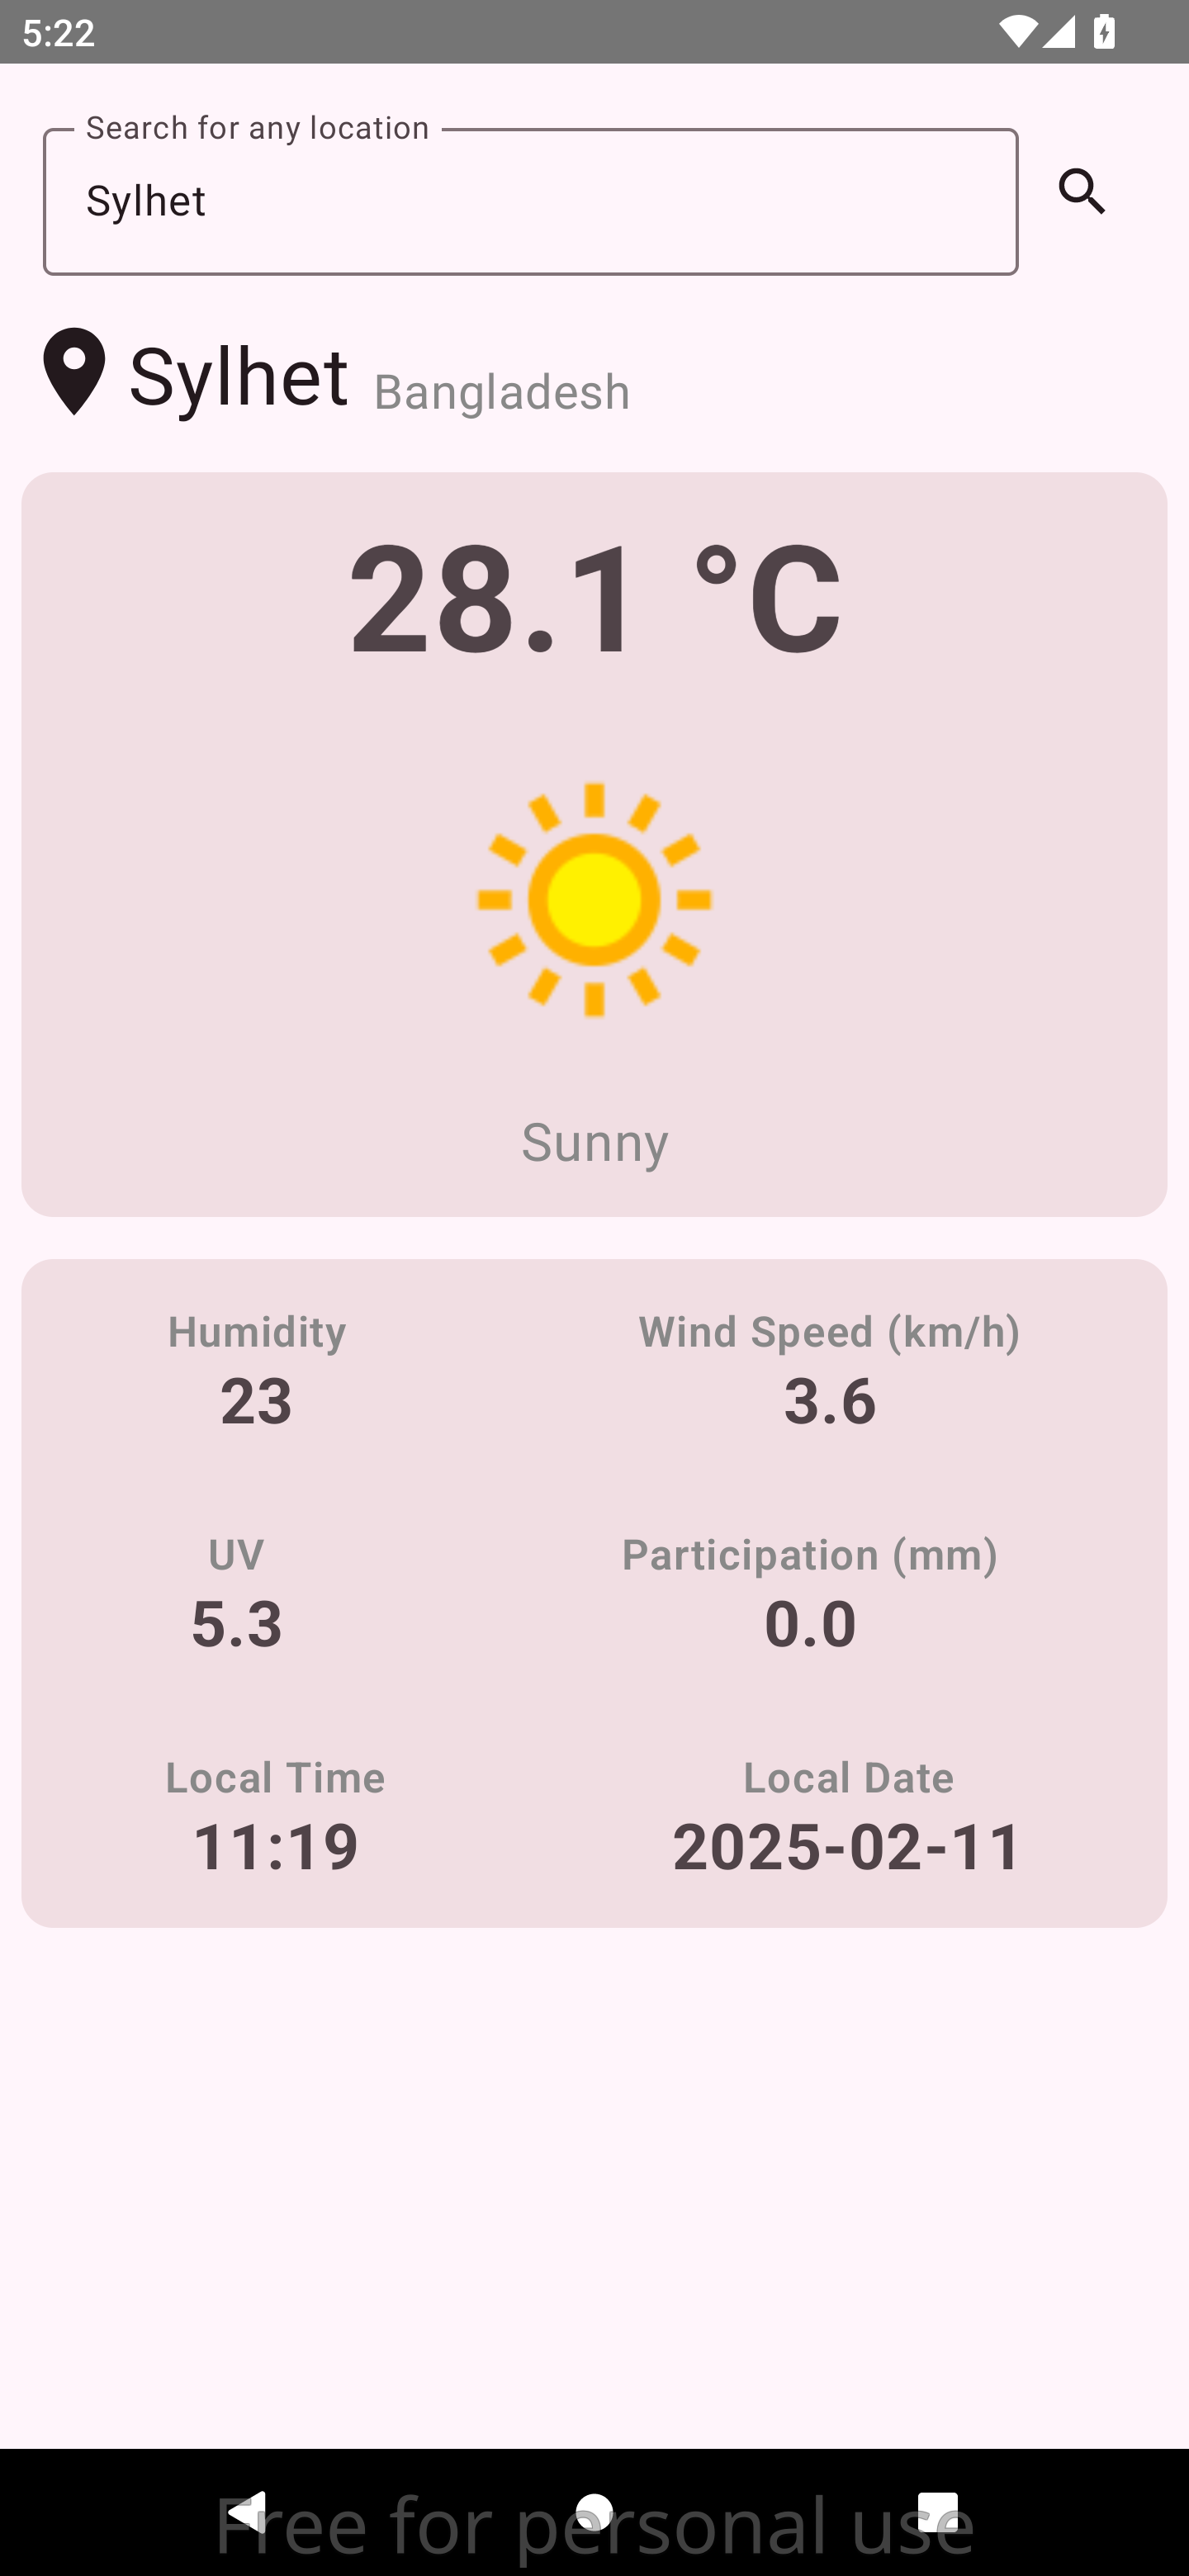 5:22
Search for any location
Sylhet
Sylhet Bangladesh
28.1 °C
Sunny
Humidity Wind Speed (km/h)
23 3.6
UV Participation (mm)
5.3 0.0
Local Time Local Date
11:19 2025-02-11
Free for personal use